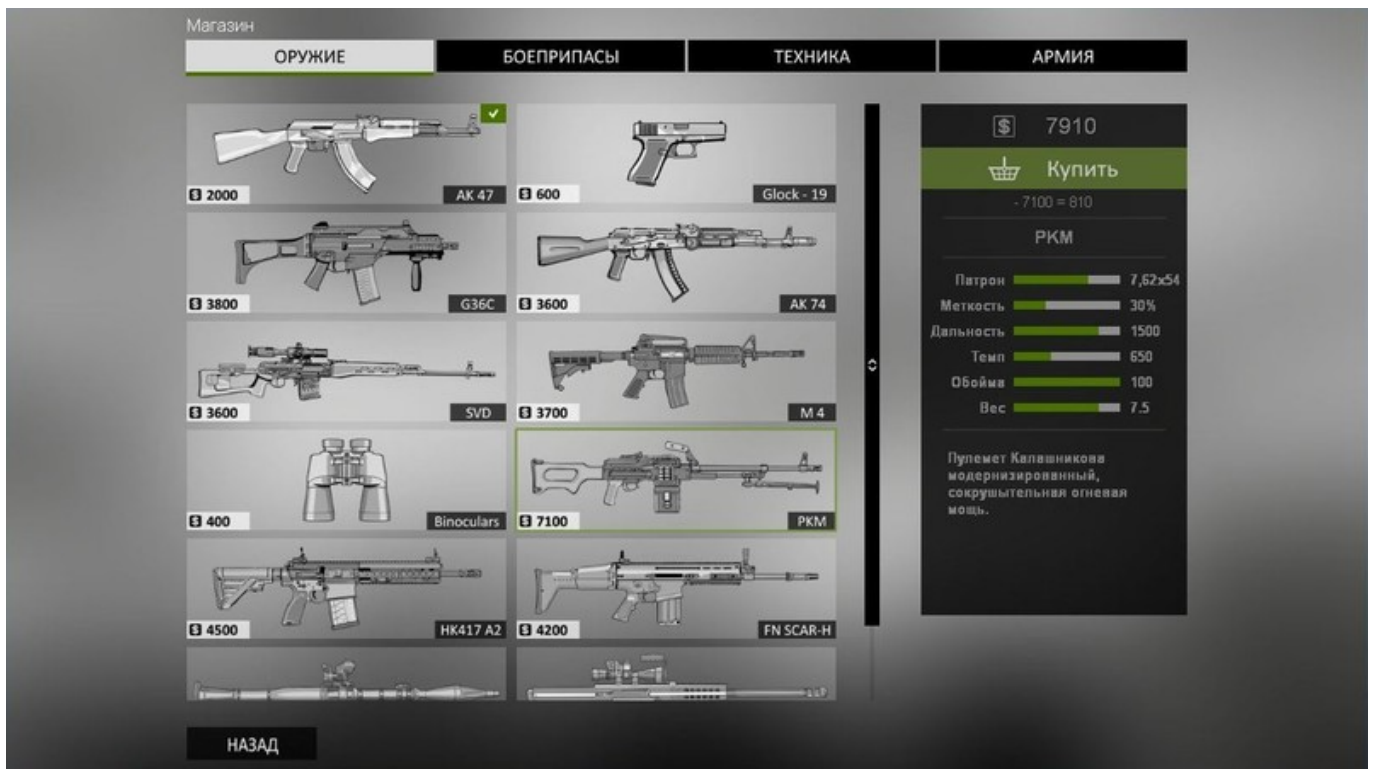 Магазин
ОРУЖИЕ
БОЕПРИПАСЫ
ТЕХНИКА
АРМИЯ
$ 2000
AK 47
$ 600
Glock - 19
$ 3800
G36C
$ 3600
AK 74
$ 3600
SVD
$ 3700
M 4
$ 400
Binoculars
$ 7100
PKM
$ 4500
HK417 A2
$ 4200
FN SCAR-H
НАЗАД
$ 7910
Купить
- 7100 = 810
PKM
Патрон 7,62x54
Меткость 30%
Дальность 1500
Темп 650
Обойма 100
Вес 7.5
Пулемет Калашникова
модернизированный,
сокрушительная огневая
мощь.